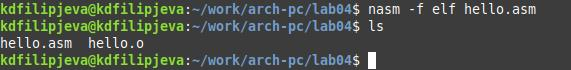 kdfilipjeva@kdfilipjeva:~/work/arch-pc/lab04$ nasm -f elf hello.asm
kdfilipjeva@kdfilipjeva:~/work/arch-pc/lab04$ ls
hello.asm  hello.o
kdfilipjeva@kdfilipjeva:~/work/arch-pc/lab04$